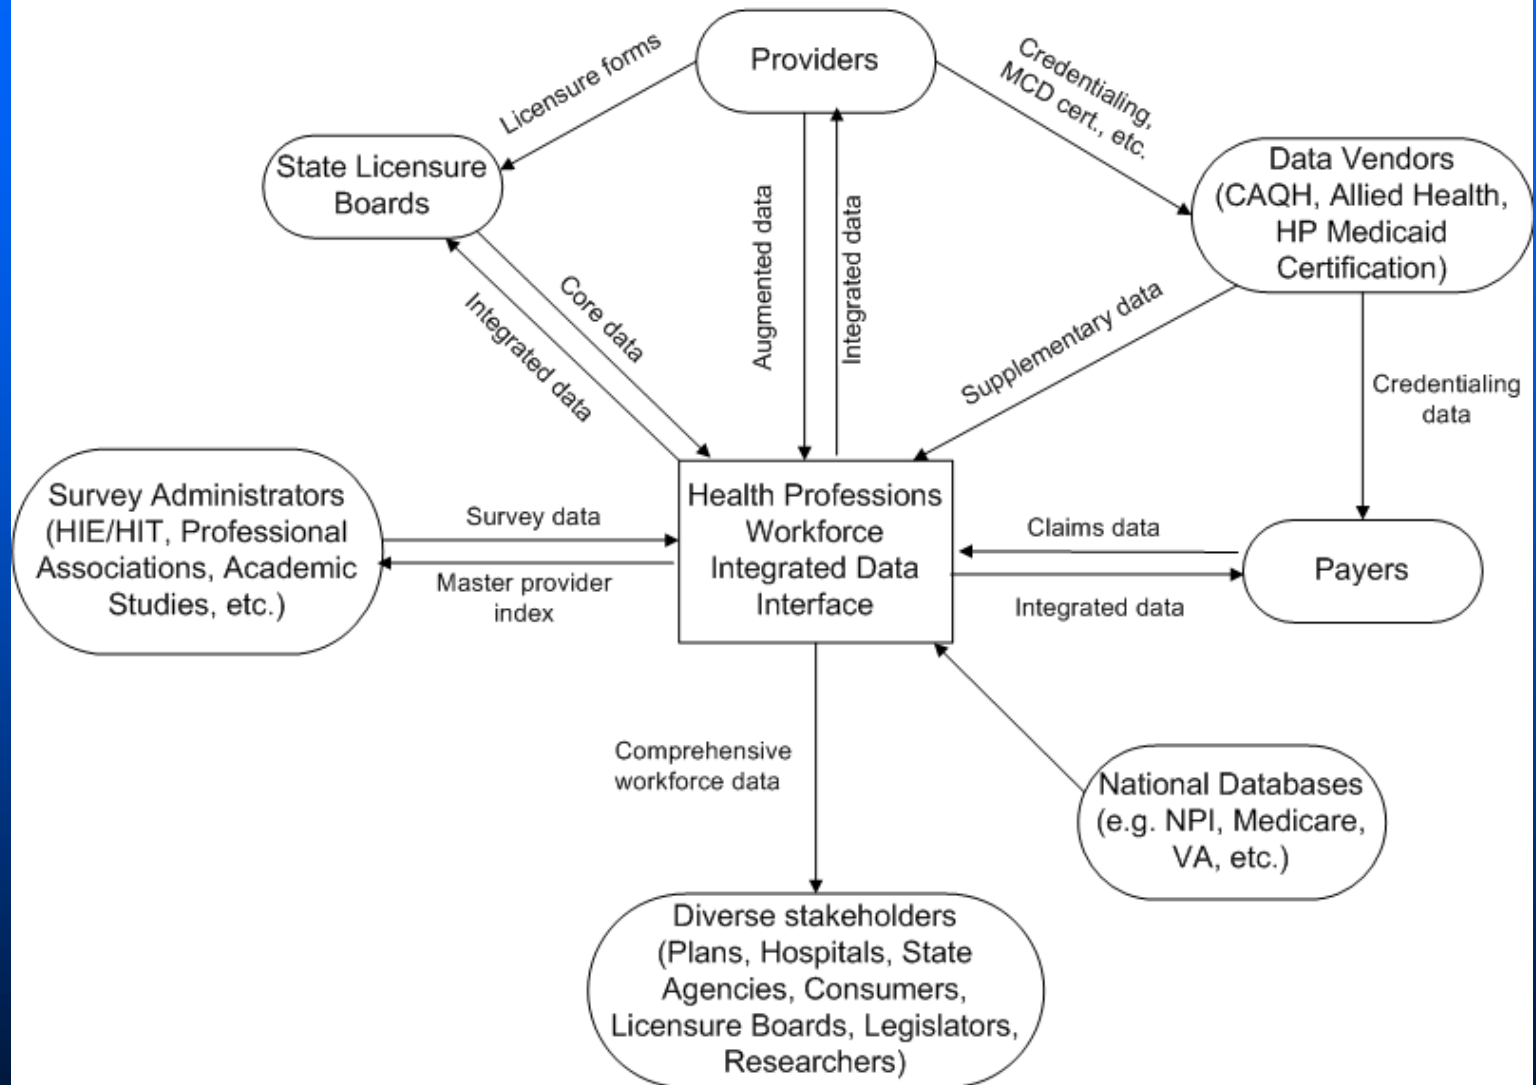 Providers
Licensure forms
Credentialing,
MCD cert., etc.
State Licensure
Boards
Data Vendors
(CAQH, Allied Health,
HP Medicaid
Certification)
Augmented data
Integrated data
Core data
Integrated data
Supplementary data
Credentialing
data
Survey Administrators
(HIE/HIT, Professional
Associations, Academic
Studies, etc.)
Survey data
Master provider
index
Health Professions
Workforce
Integrated Data
Interface
Claims data
Integrated data
Payers
Comprehensive
workforce data
National Databases
(e.g. NPI, Medicare,
VA, etc.)
Diverse stakeholders
(Plans, Hospitals, State
Agencies, Consumers,
Licensure Boards, Legislators,
Researchers)